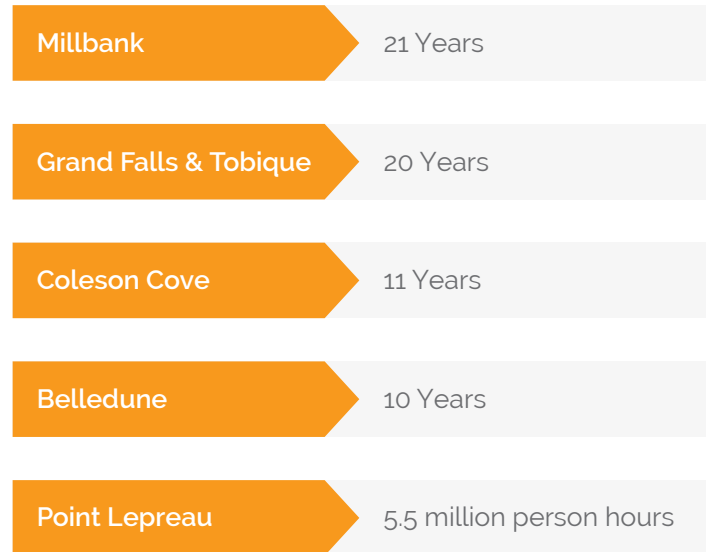 Millbank 21 Years
Grand Falls & Tobique 20 Years
Coleson Cove 11 Years
Belledune 10 Years
Point Lepreau 5.5 million person hours